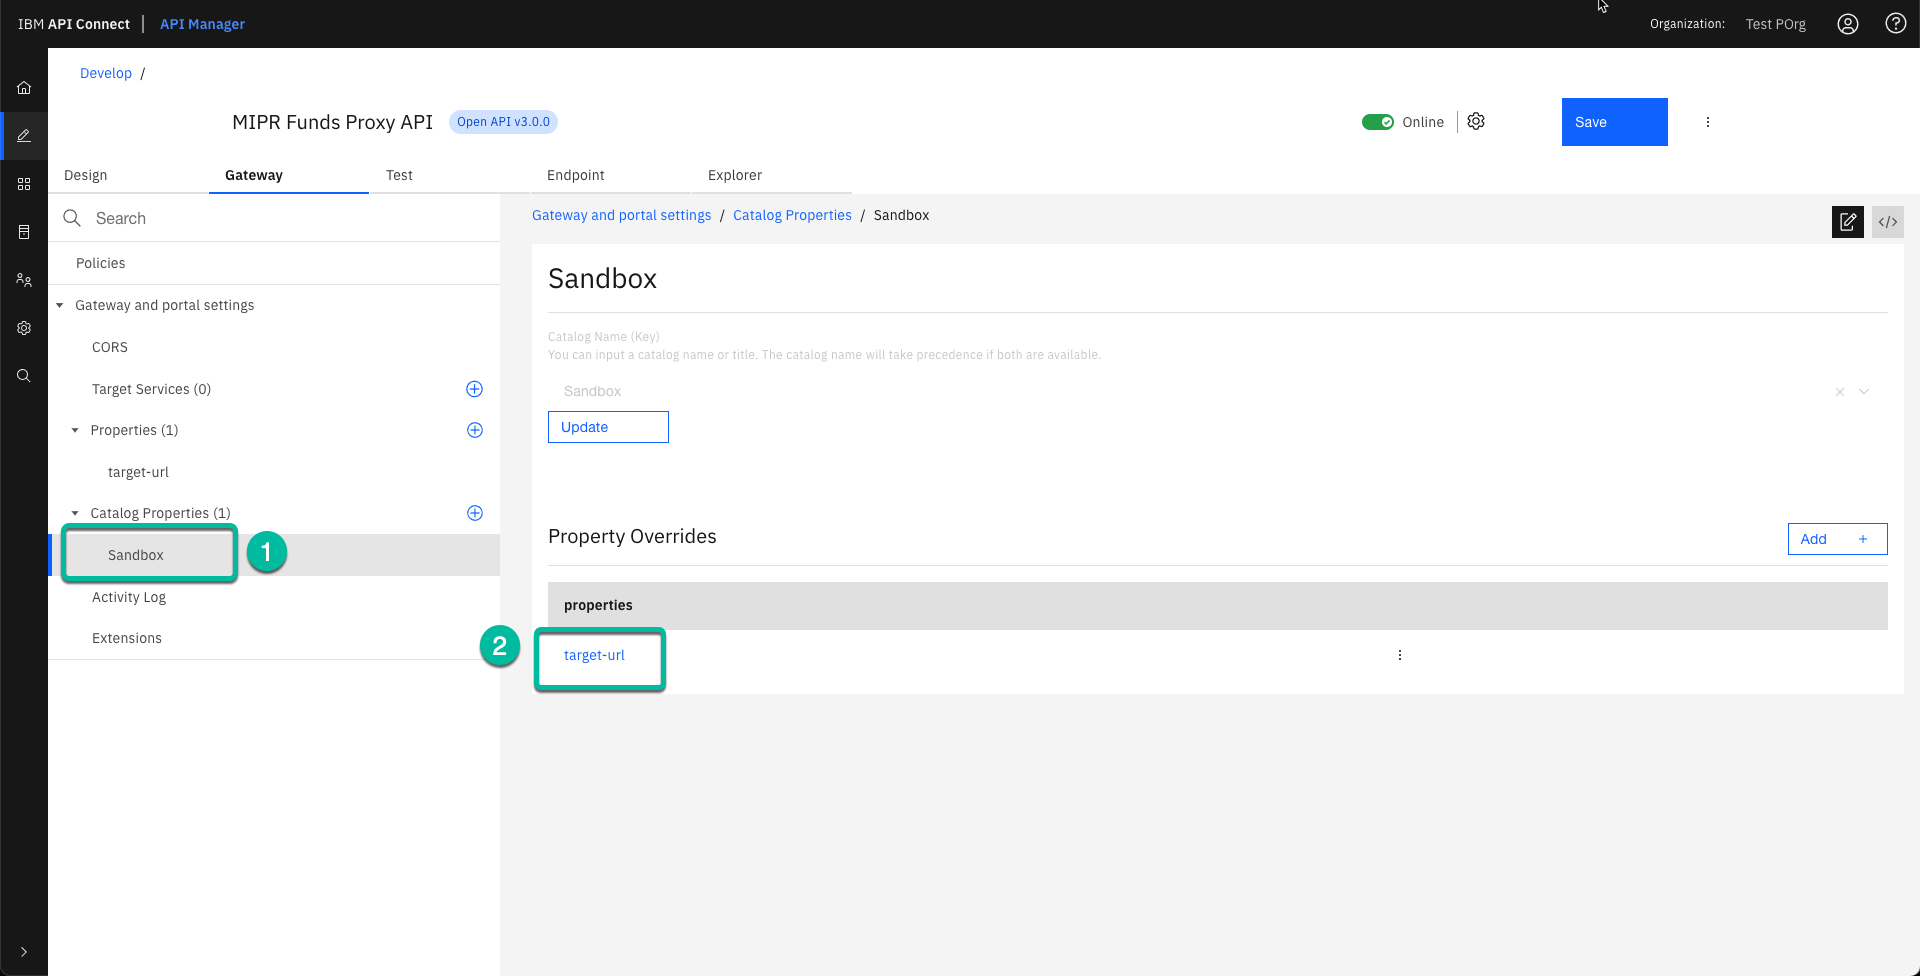 IBM API Connect | API Manager
Organization: Test POrg
Develop /
MIPR Funds Proxy API Open API v3.0.0
Online
Save
Design Gateway Test Endpoint Explorer
Search
Policies
Gateway and portal settings
CORS
Target Services (0)
Properties (1)
target-url
Catalog Properties (1)
Sandbox 1
Activity Log
Extensions
Gateway and portal settings / Catalog Properties / Sandbox
</>
Sandbox
Catalog Name (Key)
You can input a catalog name or title. The catalog name will take precedence if both are available.
Sandbox
Update
Property Overrides
Add +
properties
2 target-url